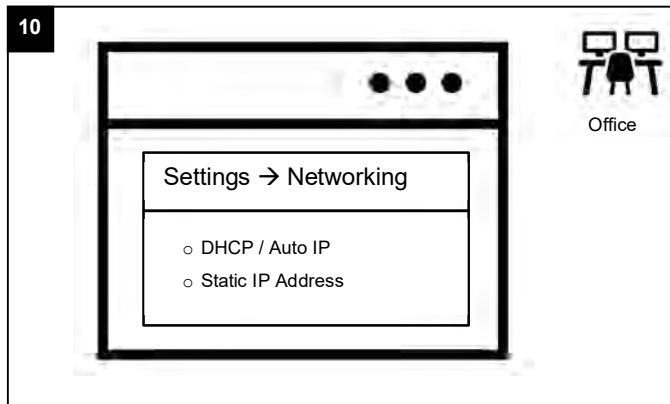 10
Office
Settings → Networking
○ DHCP / Auto IP
○ Static IP Address